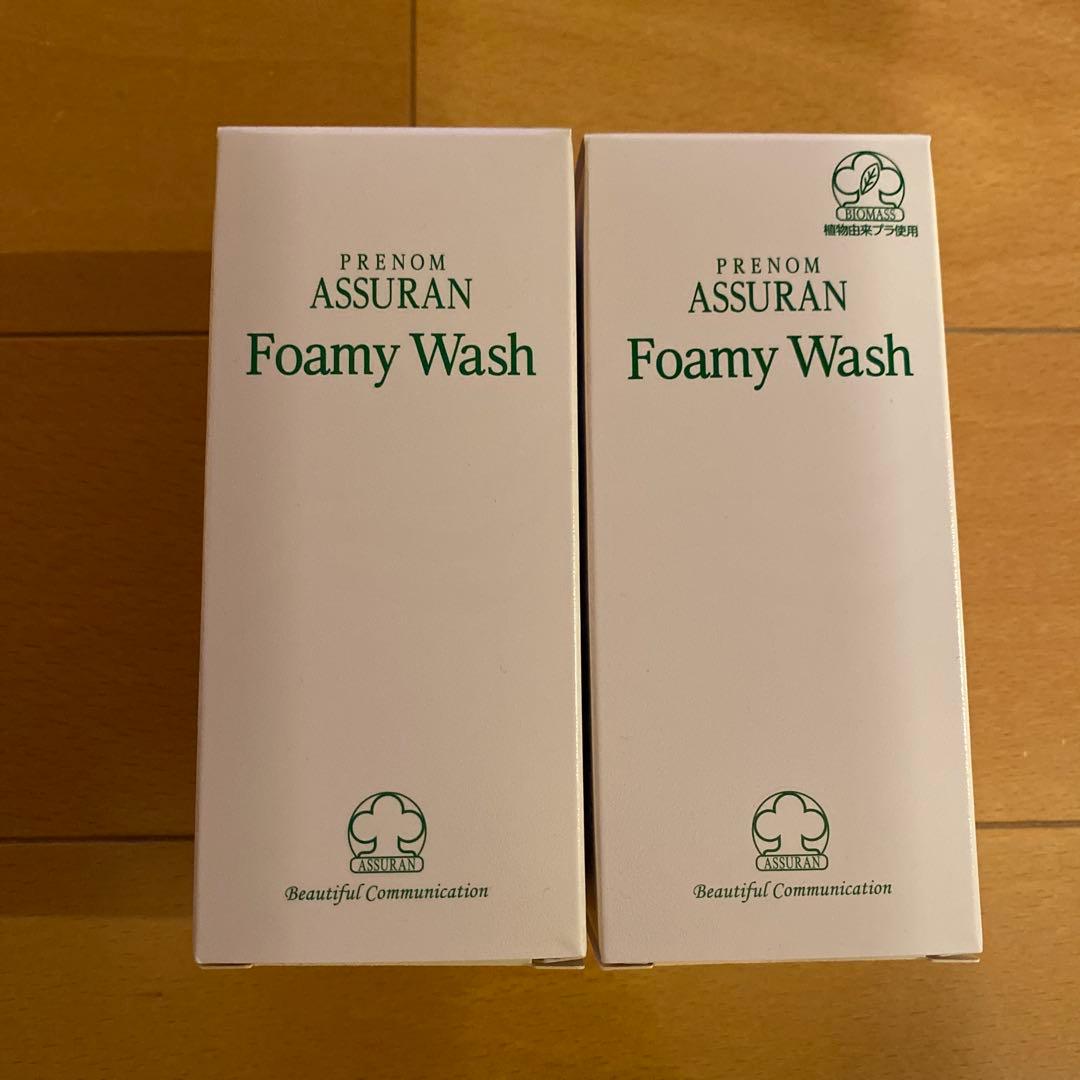 PRENOM
ASSURAN
Foamy Wash
ASSURAN
Beautiful Communication
BIOMASS
植物由来プラ使用
PRENOM
ASSURAN
Foamy Wash
ASSURAN
Beautiful Communication